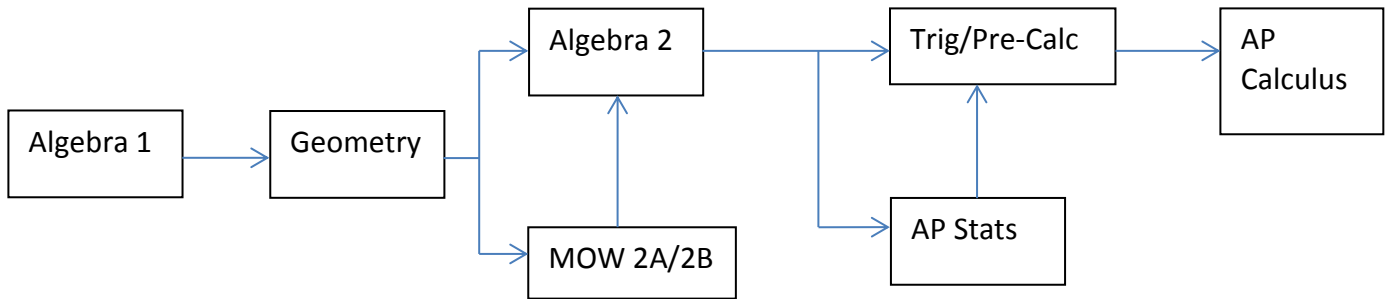 Algebra 1
Geometry
Algebra 2
MOW 2A/2B
Trig/Pre-Calc
AP Stats
AP
Calculus